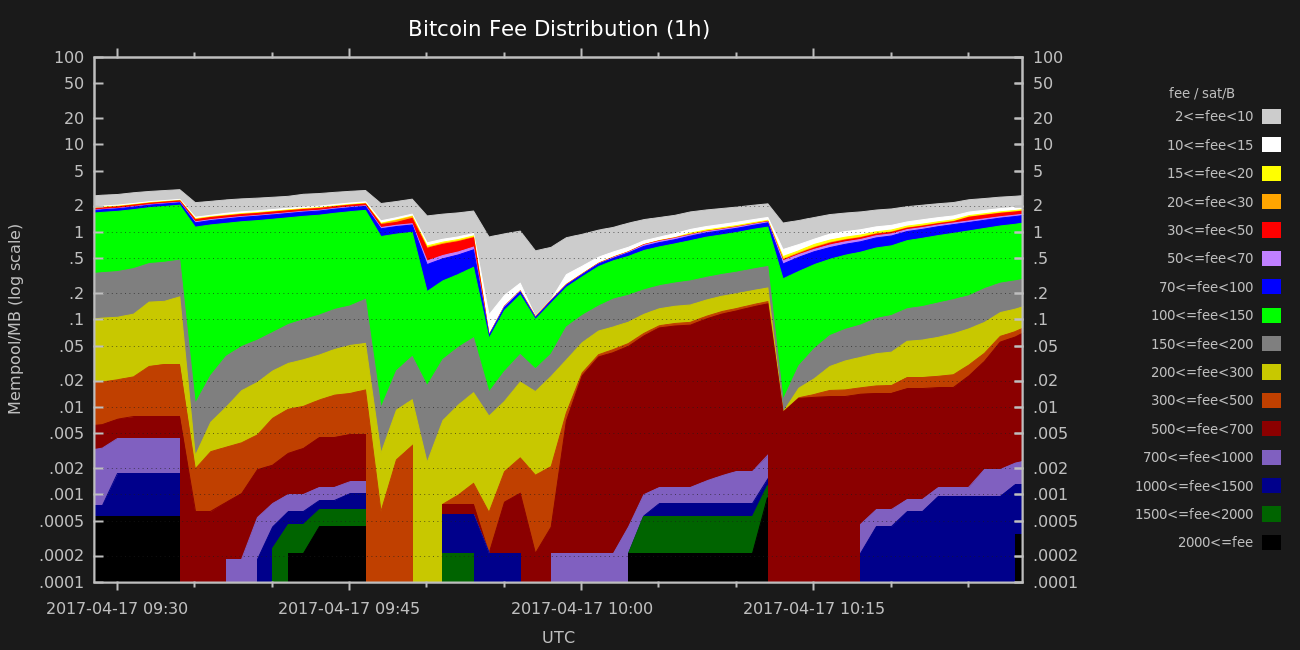 Bitcoin Fee Distribution (1h)
100
50
20
10
5
2
1
.5
.2
.1
.05
.02
.01
.005
.002
.001
.0005
.0002
.0001
Mempool/MB (log scale)
100
50
20
10
5
2
1
.5
.2
.1
.05
.02
.01
.005
.002
.001
.0005
.0002
.0001
2017-04-17 09:30
2017-04-17 09:45
2017-04-17 10:00
2017-04-17 10:15
UTC
fee / sat/B
2<=fee<10
10<=fee<15
15<=fee<20
20<=fee<30
30<=fee<50
50<=fee<70
70<=fee<100
100<=fee<150
150<=fee<200
200<=fee<300
300<=fee<500
500<=fee<700
700<=fee<1000
1000<=fee<1500
1500<=fee<2000
2000<=fee